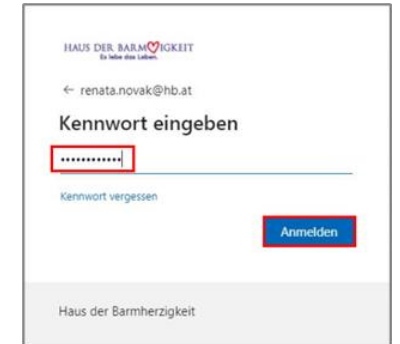 HAUS DER BARM IGKEIT
Es lebe das Leben.
← renata.novak@hb.at
Kennwort eingeben
••••••••••••
Kennwort vergessen
Anmelden
Haus der Barmherzigkeit